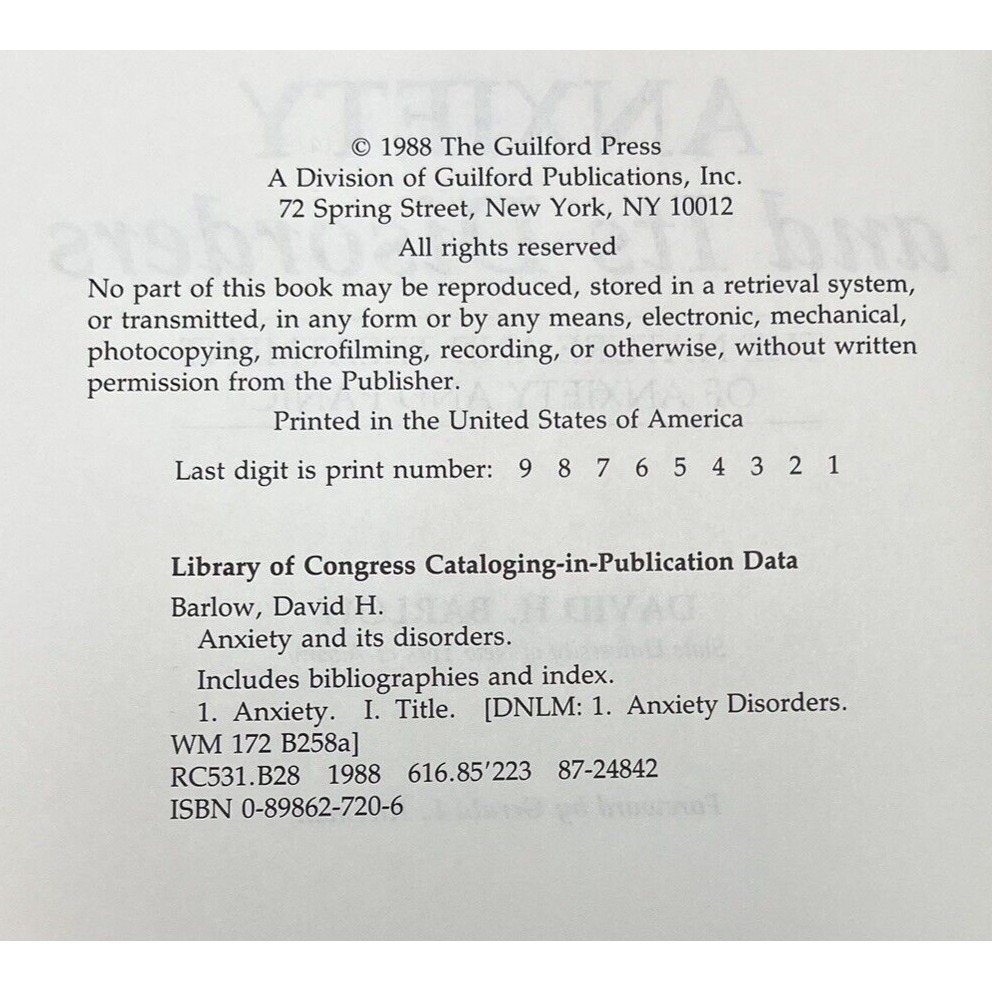 © 1988 The Guilford Press
A Division of Guilford Publications, Inc.
72 Spring Street, New York, NY 10012
All rights reserved
No part of this book may be reproduced, stored in a retrieval system,
or transmitted, in any form or by any means, electronic, mechanical,
photocopying, microfilming, recording, or otherwise, without written
permission from the Publisher.
Printed in the United States of America
Last digit is print number: 9 8 7 6 5 4 3 2 1
Library of Congress Cataloging-in-Publication Data
Barlow, David H.
Anxiety and its disorders.
Includes bibliographies and index.
1. Anxiety. I. Title. [DNLM: 1. Anxiety Disorders.
WM 172 B258a]
RC531.B28 1988 616.85'223 87-24842
ISBN 0-89862-720-6